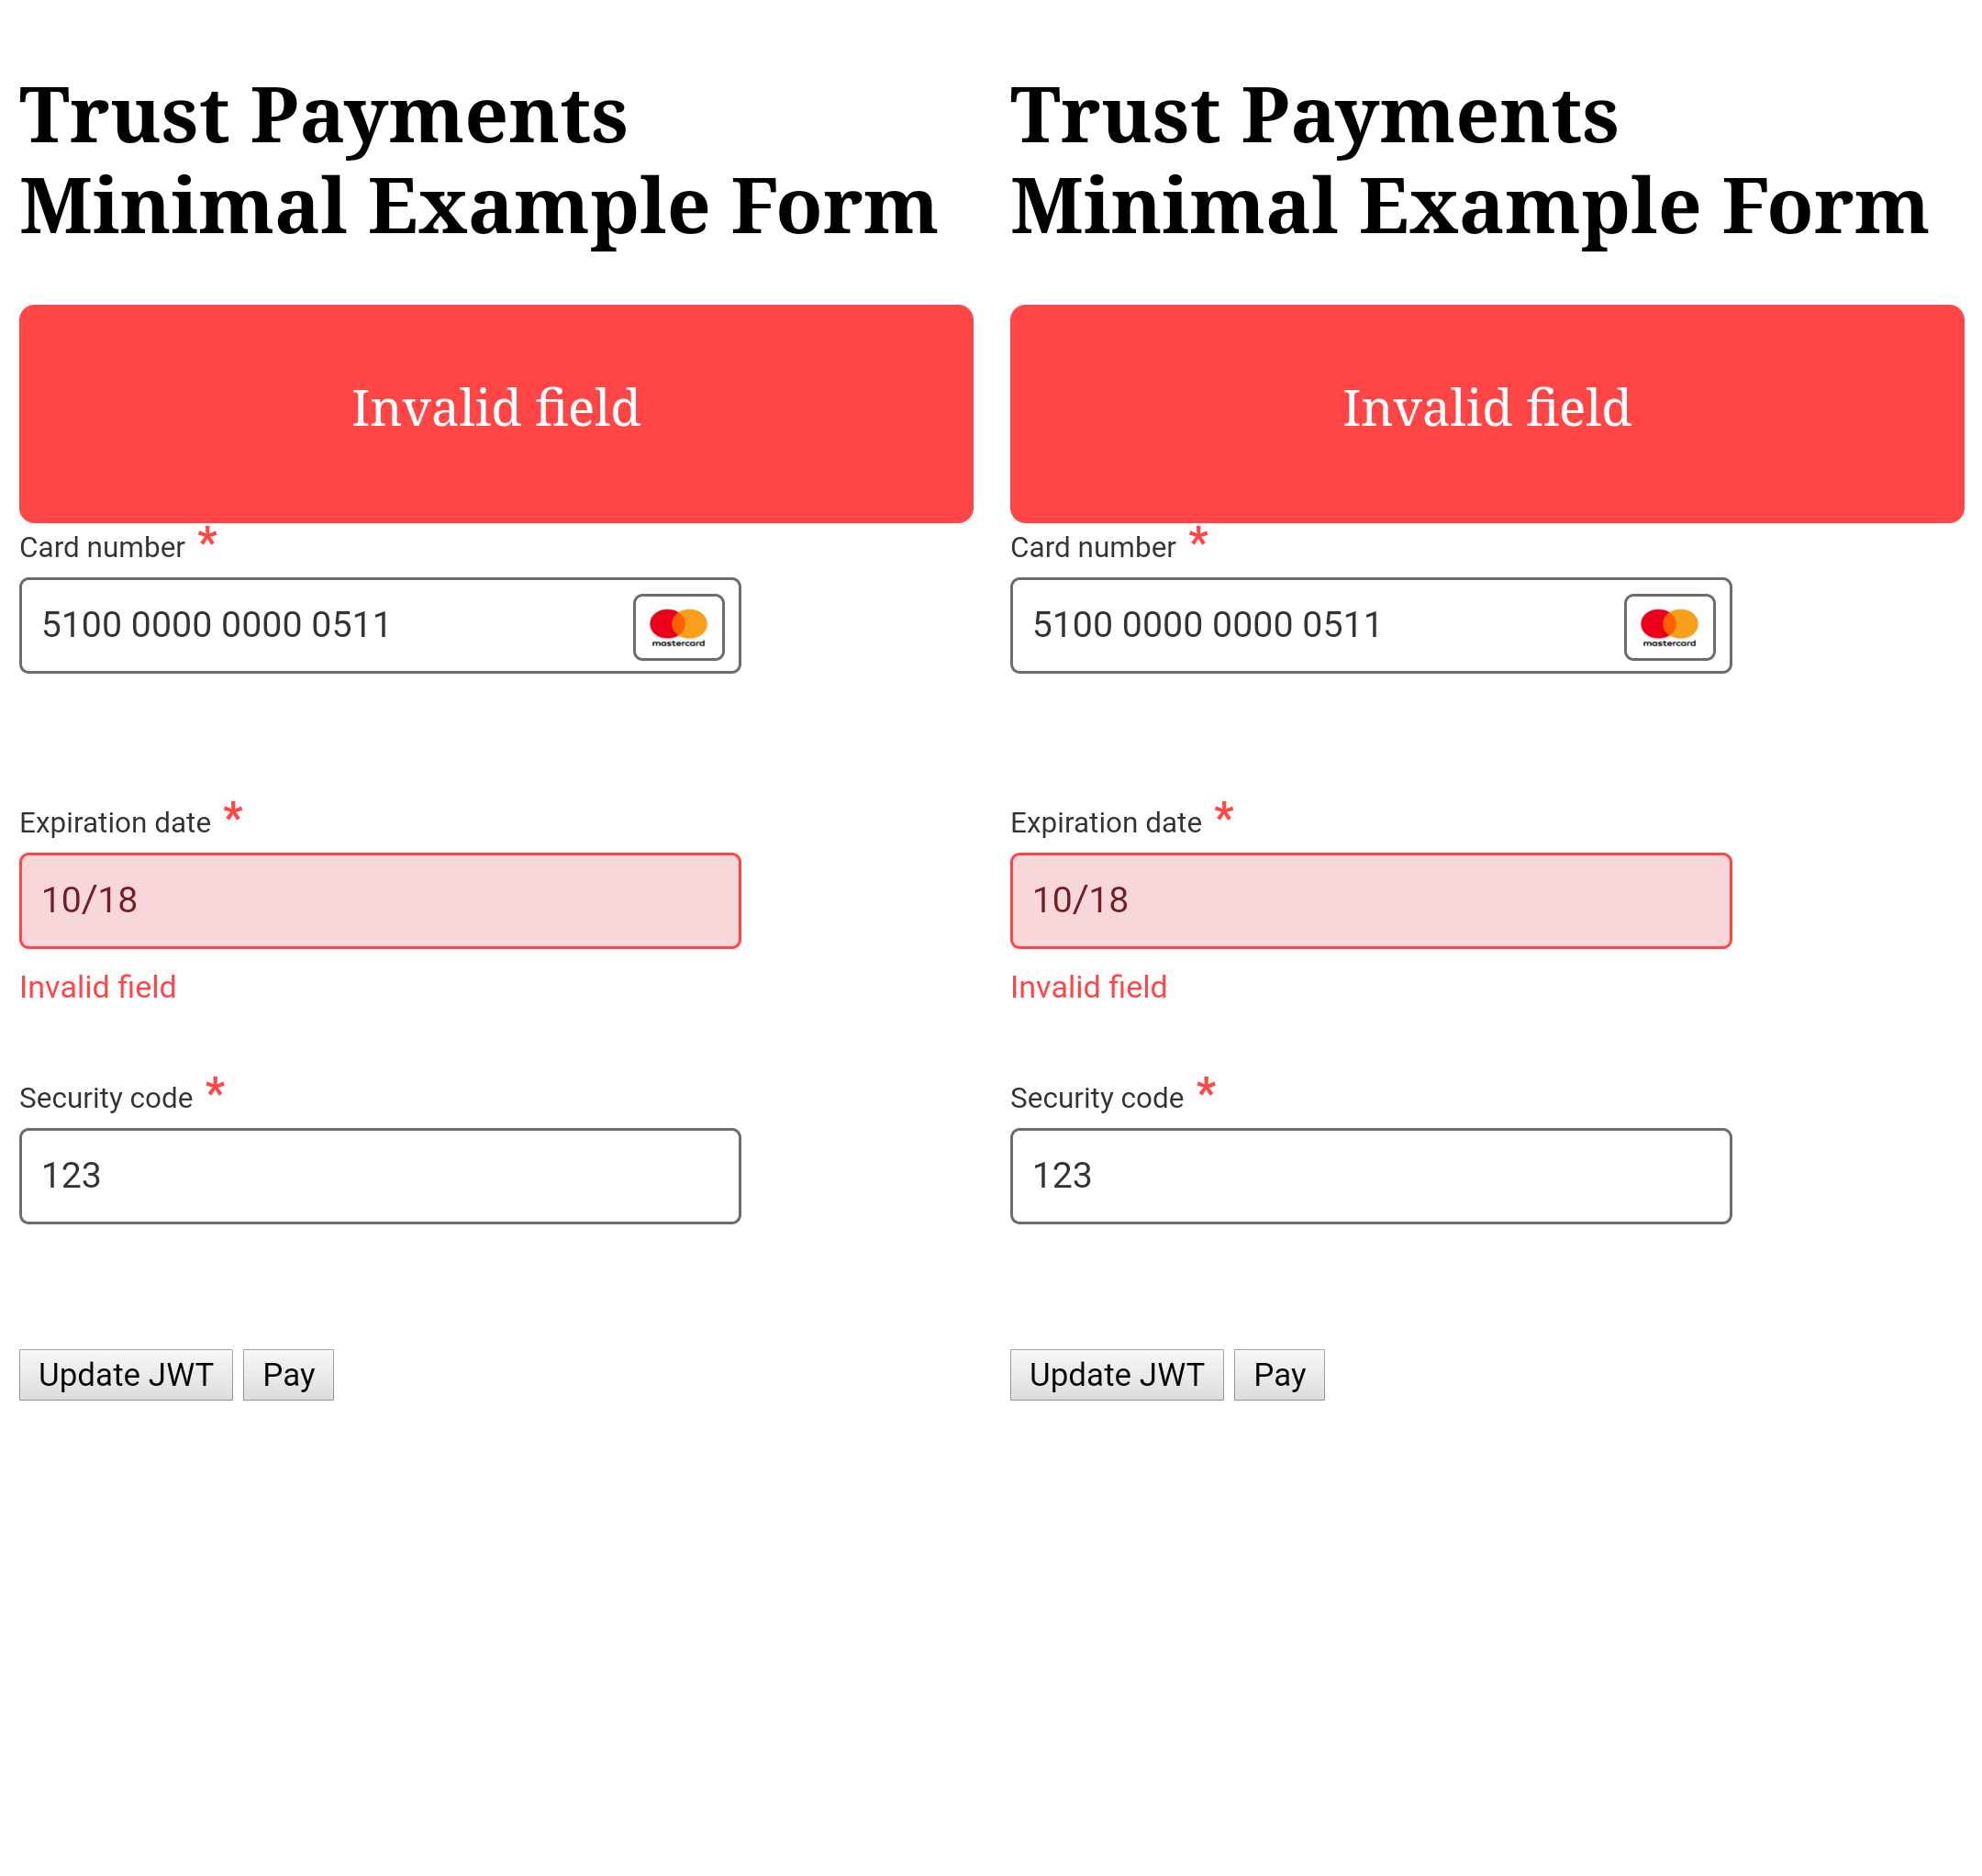 Trust Payments
Minimal Example Form
Invalid field
Card number *
5100 0000 0000 0511 mastercard
Expiration date *
10/18
Invalid field
Security code *
123
Update JWT Pay
Trust Payments
Minimal Example Form
Invalid field
Card number *
5100 0000 0000 0511 mastercard
Expiration date *
10/18
Invalid field
Security code *
123
Update JWT Pay